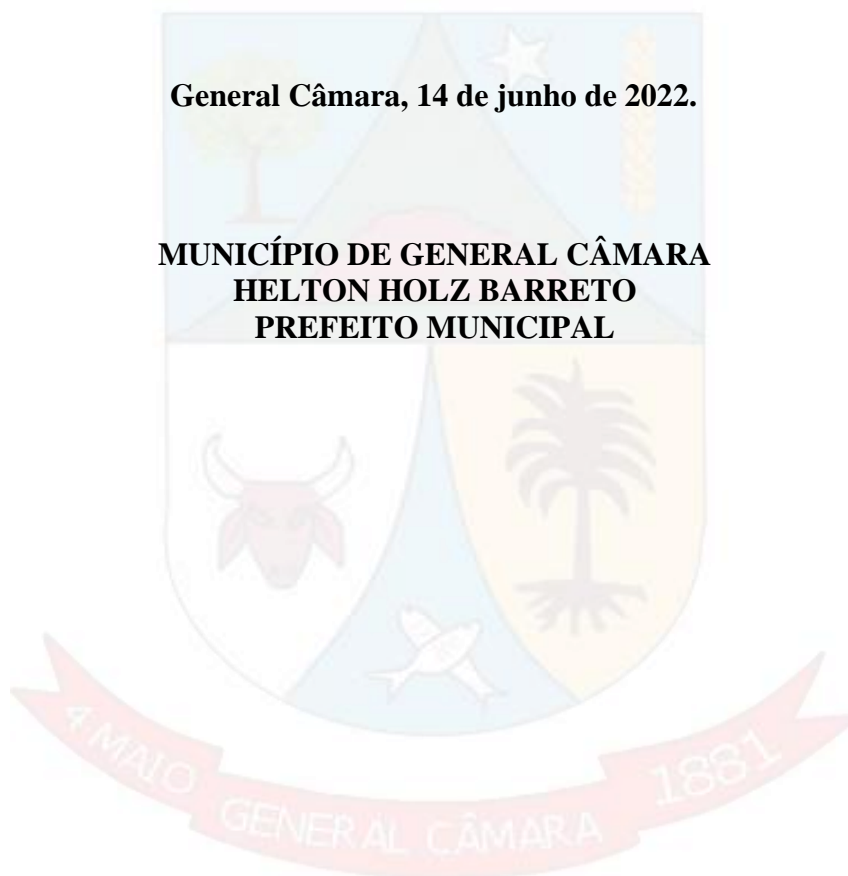 General Câmara, 14 de junho de 2022.
MUNICÍPIO DE GENERAL CÂMARA
HELTON HOLZ BARRETO
PREFEITO MUNICIPAL
4 MAIO
GENERAL CÂMARA
1881